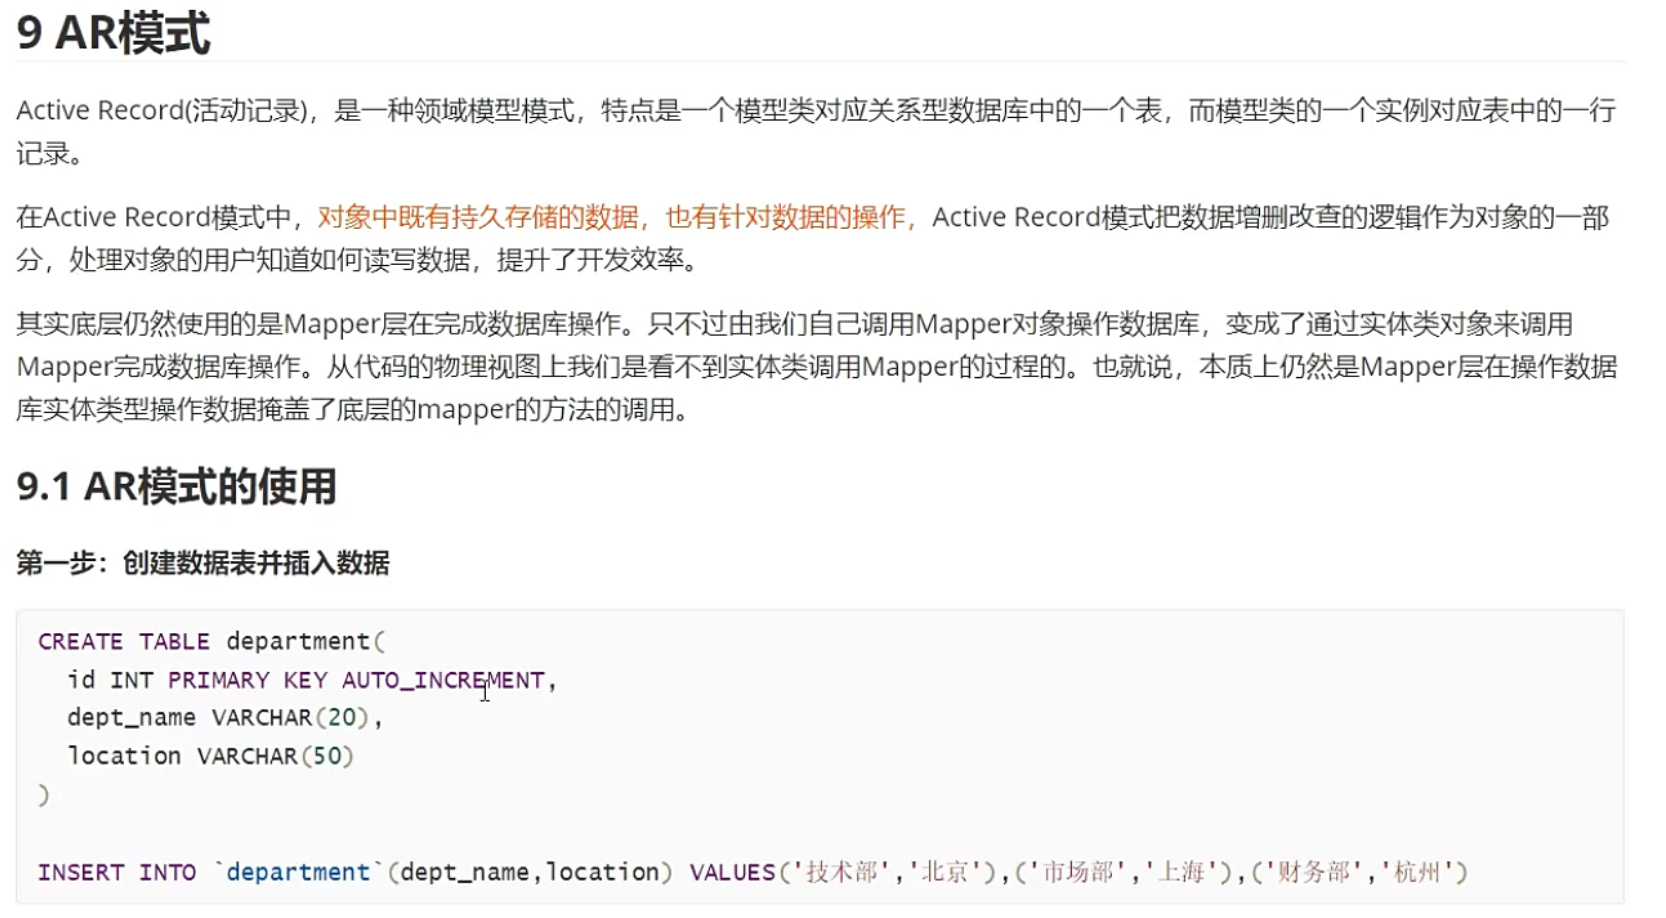 9 AR模式
Active Record(活动记录)，是一种领域模型模式，特点是一个模型类对应关系型数据库中的一个表，而模型类的一个实例对应表中的一行
记录。
在Active Record模式中，对象中既有持久存储的数据，也有针对数据的操作，Active Record模式把数据增删改查的逻辑作为对象的一部
分，处理对象的用户知道如何读写数据，提升了开发效率。
其实底层仍然使用的是Mapper层在完成数据库操作。只不过由我们自己调用Mapper对象操作数据库，变成了通过实体类对象来调用
Mapper完成数据库操作。从代码的物理视图上我们是看不到实体类调用Mapper的过程的。也就说，本质上仍然是Mapper层在操作数据
库实体类型操作数据掩盖了底层的mapper的方法的调用。
9.1 AR模式的使用
第一步：创建数据表并插入数据
CREATE TABLE department(
  id INT PRIMARY KEY AUTO_INCREMENT,
  dept_name VARCHAR(20),
  location VARCHAR(50)
)
INSERT INTO `department`(dept_name,location) VALUES('技术部','北京'),('市场部','上海'),('财务部','杭州')